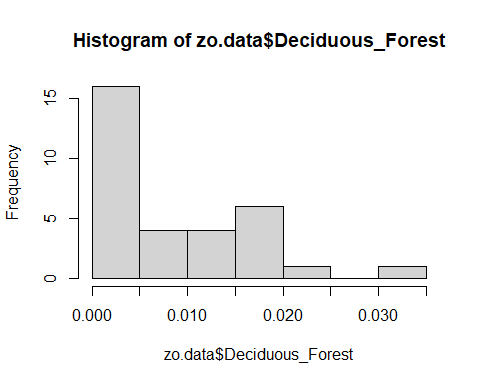 Histogram of zo.data$Deciduous_Forest
Frequency
15
10
5
0
0.000 0.010 0.020 0.030
zo.data$Deciduous_Forest